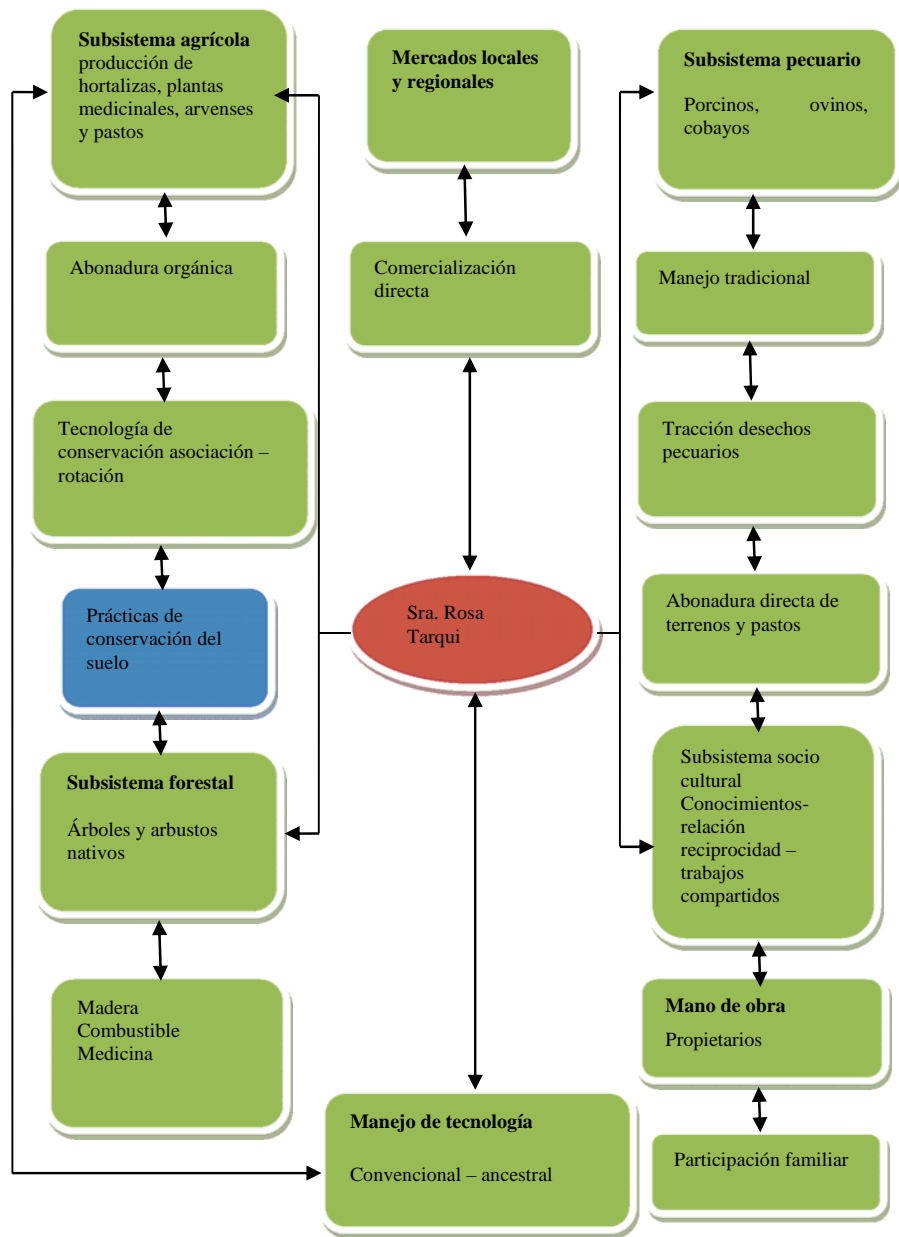 Subsistema agrícola
producción de
hortalizas, plantas
medicinales, arvenses
y pastos
Abonadura orgánica
Tecnología de
conservación asociación –
rotación
Prácticas de
conservación del
suelo
Subsistema forestal
Árboles y arbustos
nativos
Madera
Combustible
Medicina
Mercados locales
y regionales
Comercialización
directa
Sra. Rosa
Tarqui
Manejo de tecnología
Convencional – ancestral
Subsistema pecuario
Porcinos, ovinos,
cobayos
Manejo tradicional
Tracción desechos
pecuarios
Abonadura directa de
terrenos y pastos
Subsistema socio
cultural
Conocimientos-
relación
reciprocidad –
trabajos
compartidos
Mano de obra
Propietarios
Participación familiar